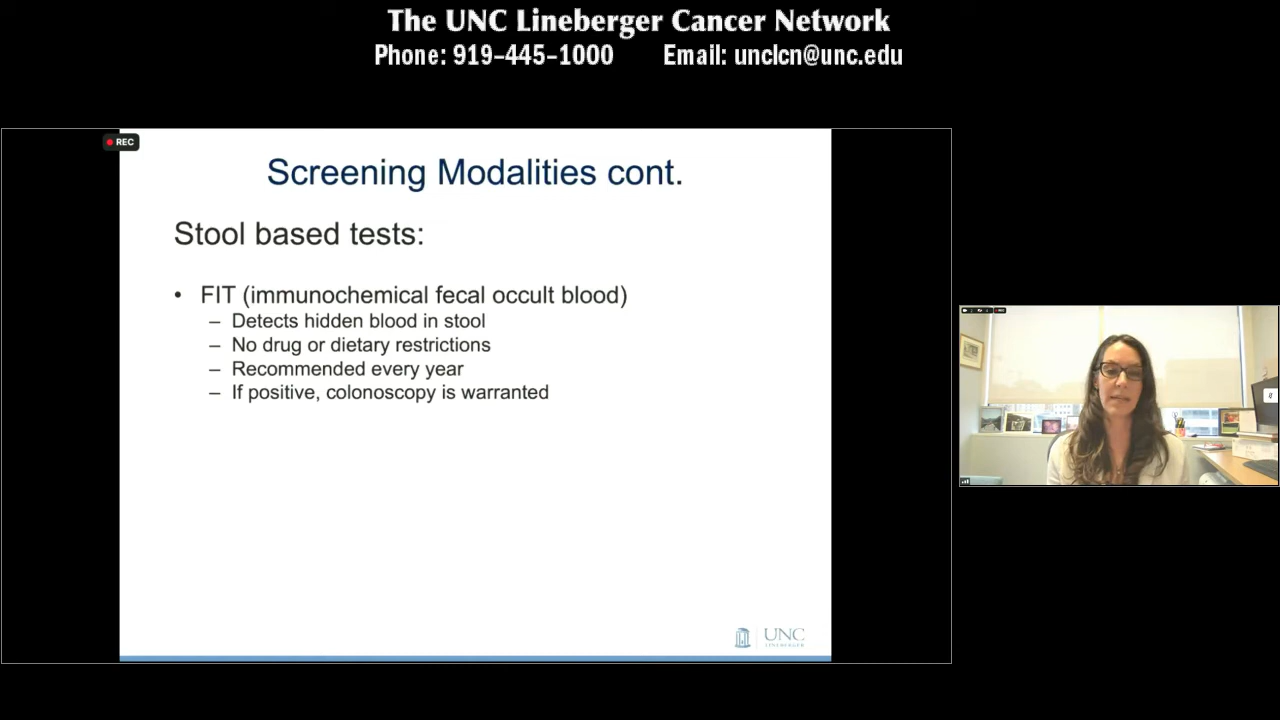 The UNC Lineberger Cancer Network
Phone: 919-445-1000 Email: unclcn@unc.edu
REC
Screening Modalities cont.
Stool based tests:
• FIT (immunochemical fecal occult blood)
– Detects hidden blood in stool
– No drug or dietary restrictions
– Recommended every year
– If positive, colonoscopy is warranted
UNC
LINEBERGER